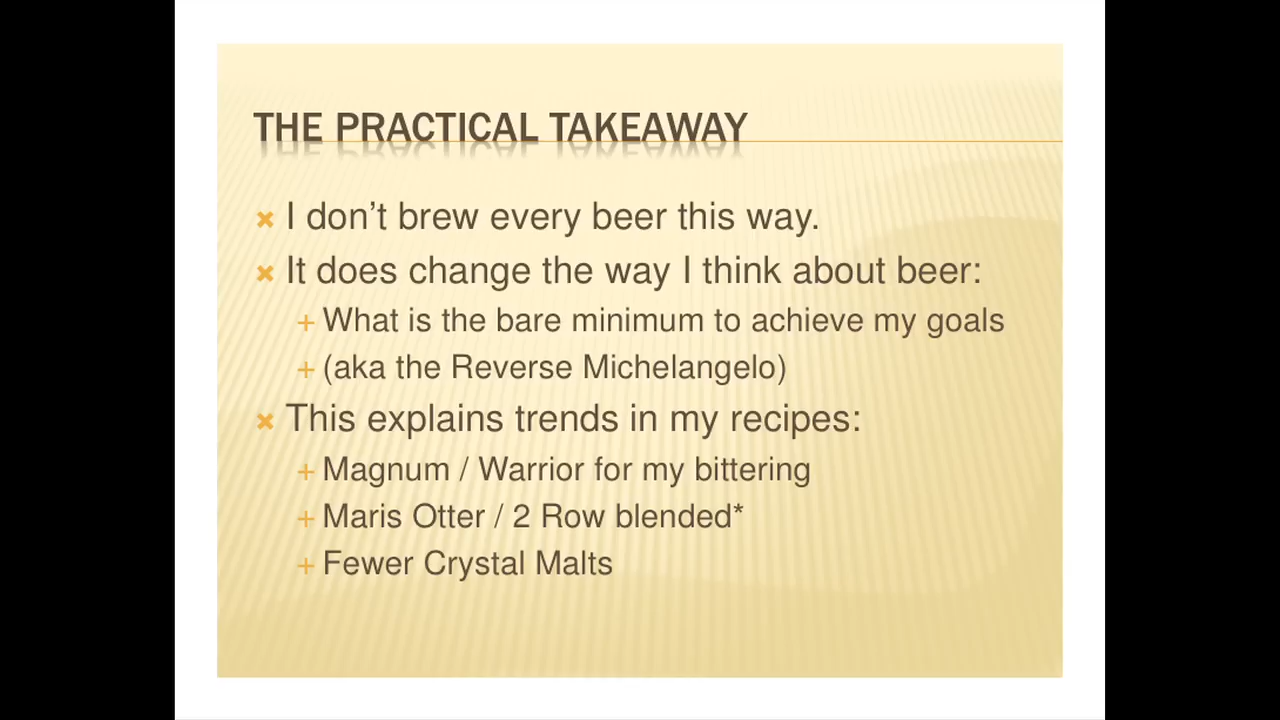 THE PRACTICAL TAKEAWAY
I don’t brew every beer this way.
It does change the way I think about beer:
What is the bare minimum to achieve my goals
(aka the Reverse Michelangelo)
This explains trends in my recipes:
Magnum / Warrior for my bittering
Maris Otter / 2 Row blended*
Fewer Crystal Malts